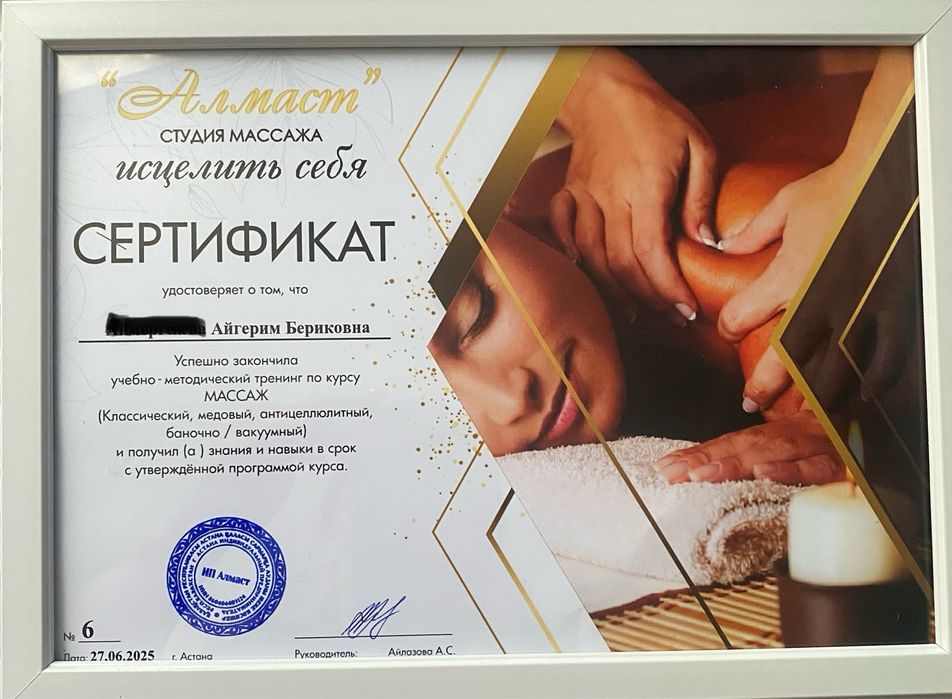 “Алмаст”
СТУДИЯ МАССАЖА
исцелить себя
СЕРТИФИКАТ
удостоверяет о том, что
Айгерим Бериковна
Успешно закончила
учебно - методический тренинг по курсу
МАССАЖ
(Классический, медовый, антицеллюлитный,
баночно / вакуумный)
и получил (а ) знания и навыки в срок
с утверждённой программой курса.
ИП Алмаст
№ 6
Дата: 27.06.2025 г. Астана
Руководитель: Айлазова А.С.